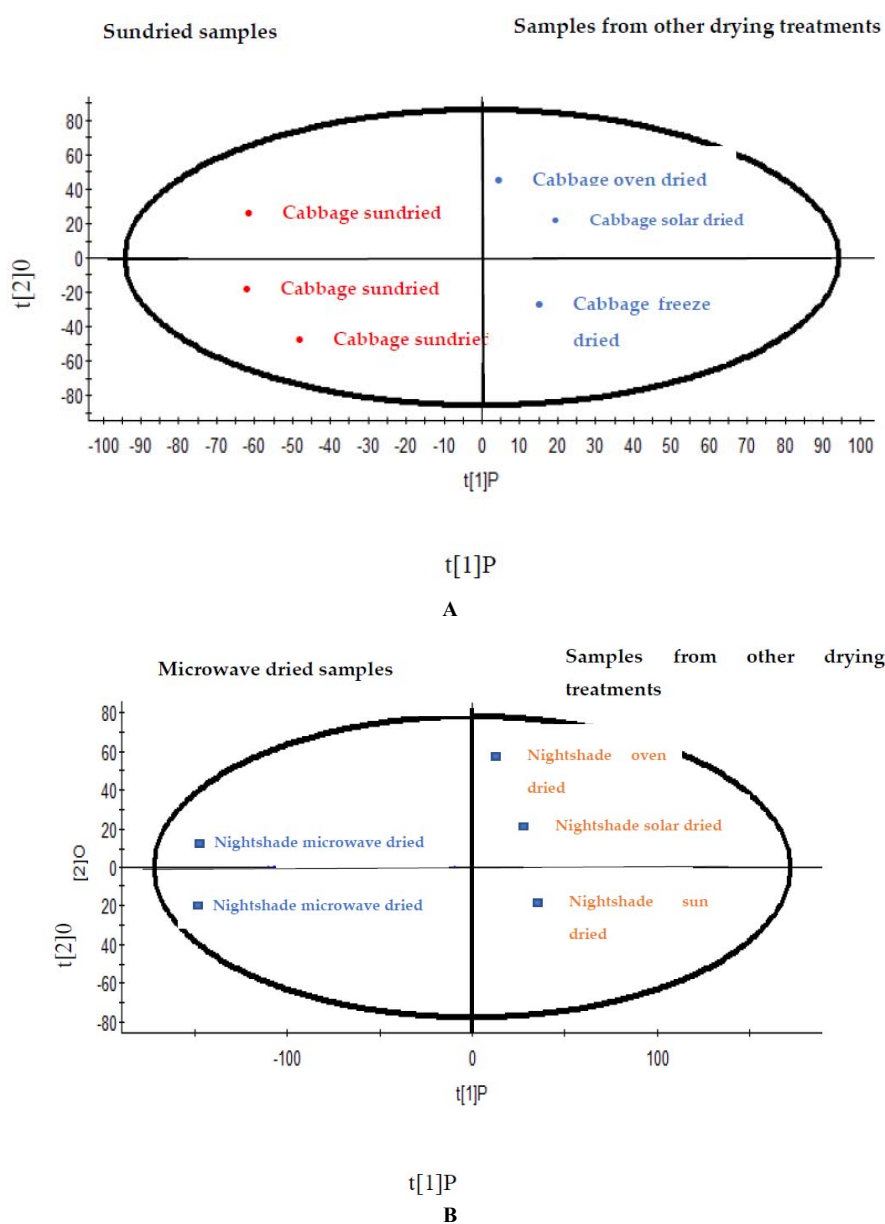 Sundried samples
Samples from other drying treatments
80
60
40
20
0
-20
-40
-60
-80
t[2]0
Cabbage oven dried
Cabbage sundried
Cabbage solar dried
Cabbage sundried
Cabbage freeze
dried
Cabbage sundried
-100 -90 -80 -70 -60 -50 -40 -30 -20 -10 0 10 20 30 40 50 60 70 80 90 100
t[1]P
t[1]P
A
Microwave dried samples
Samples from other drying
treatments
80
60
40
20
0
20
-40
-60
-80
[2]O
t[2]0
Nightshade oven
dried
Nightshade solar dried
Nightshade microwave dried
Nightshade microwave dried
Nightshade sun
dried
-100 0 100
t[1]P
t[1]P
B